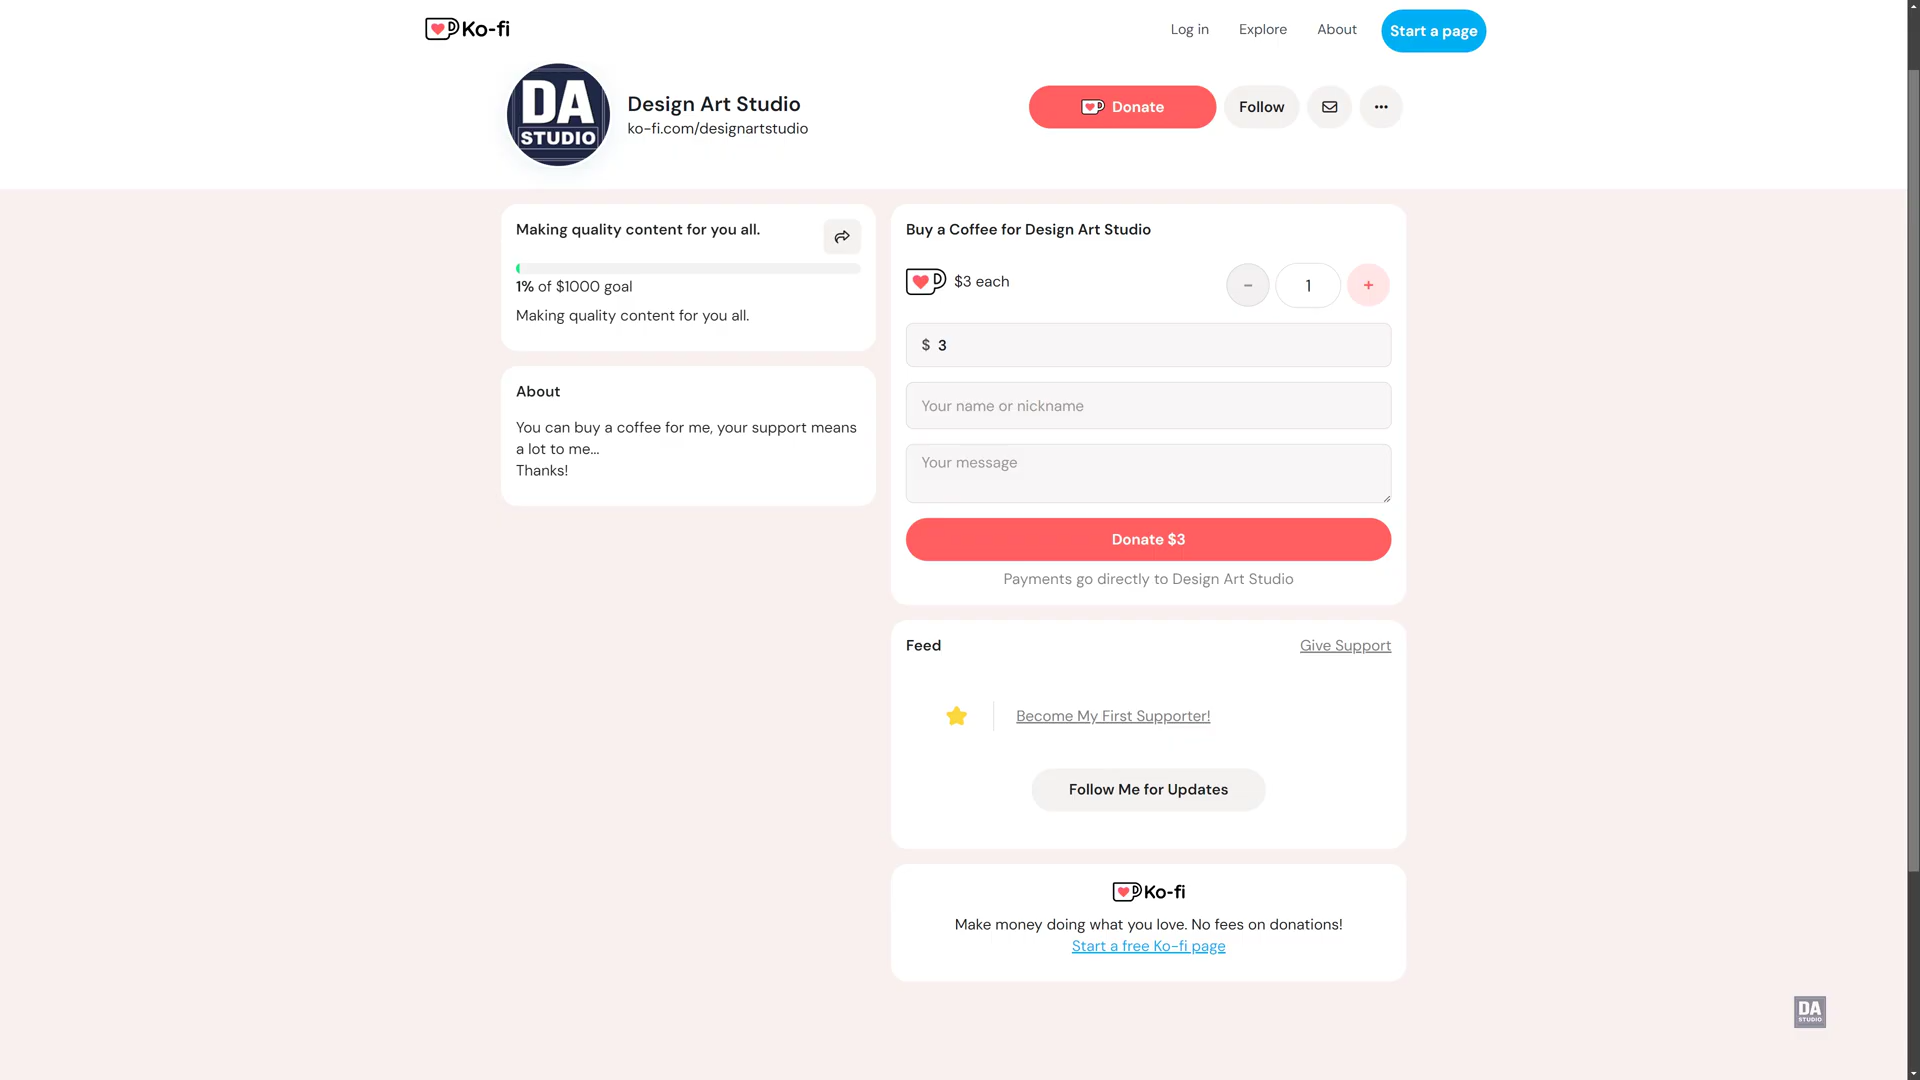 Ko-fi
Log in
Explore
About
Start a page
DA
STUDIO
Design Art Studio
ko-fi.com/designartstudio
Donate
Follow
Making quality content for you all.
1% of $1000 goal
Making quality content for you all.
About
You can buy a coffee for me, your support means
a lot to me...
Thanks!
Buy a Coffee for Design Art Studio
$3 each
-
1
+
$ 3
Your name or nickname
Your message
Donate $3
Payments go directly to Design Art Studio
Feed
Give Support
Become My First Supporter!
Follow Me for Updates
Ko-fi
Make money doing what you love. No fees on donations!
Start a free Ko-fi page
DA
STUDIO